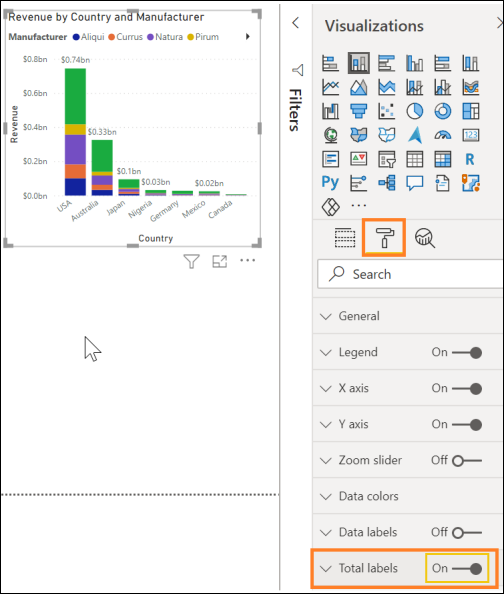 Revenue by Country and Manufacturer
Manufacturer Aliqui Currus Natura Pirum
$0.8bn
$0.6bn
$0.4bn
$0.2bn
$0.0bn
Revenue
$0.74bn
$0.33bn
$0.1bn
$0.03bn
$0.02bn
USA
Australia
Japan
Nigeria
Germany
Mexico
Canada
Country
Filters
Visualizations
123
R
Py
Search
General
Legend On
X axis On
Y axis On
Zoom slider Off
Data colors
Data labels Off
Total labels On